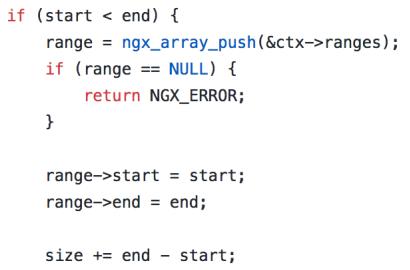 if (start < end) {
    range = ngx_array_push(&ctx->ranges);
    if (range == NULL) {
        return NGX_ERROR;
    }

    range->start = start;
    range->end = end;

    size += end - start;